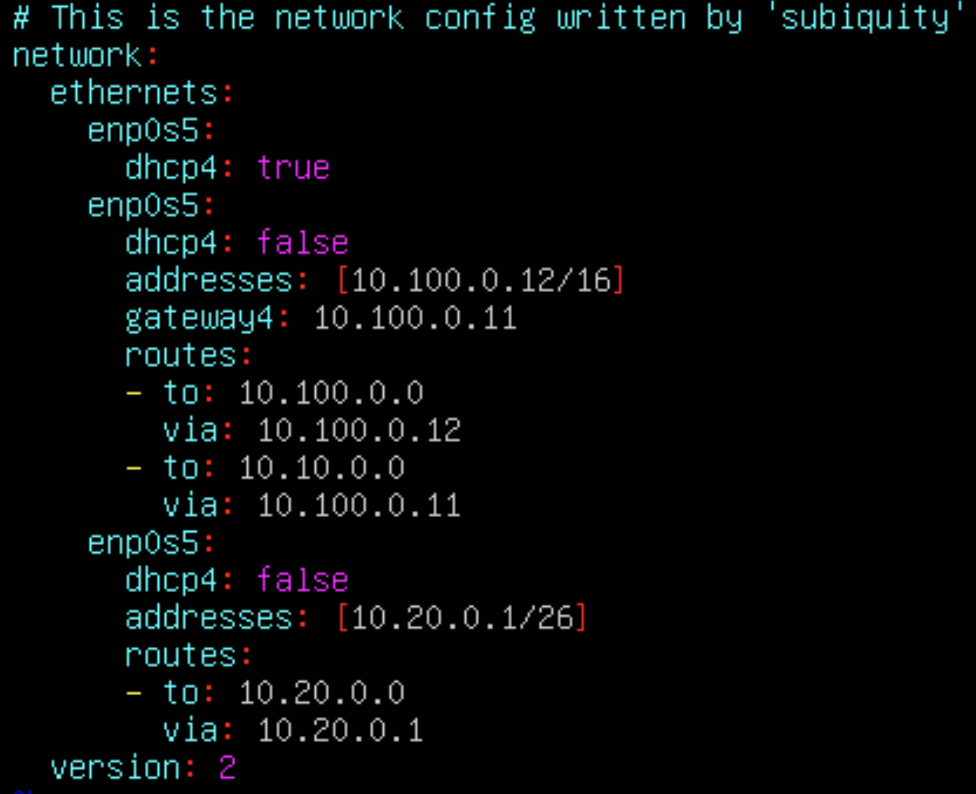 # This is the network config written by 'subiquity'
network:
  ethernets:
    enp0s5:
      dhcp4: true
    enp0s5:
      dhcp4: false
      addresses: [10.100.0.12/16]
      gateway4: 10.100.0.11
      routes:
      - to: 10.100.0.0
        via: 10.100.0.12
      - to: 10.10.0.0
        via: 10.100.0.11
    enp0s5:
      dhcp4: false
      addresses: [10.20.0.1/26]
      routes:
      - to: 10.20.0.0
        via: 10.20.0.1
  version: 2